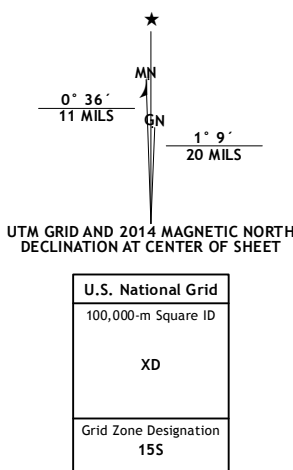 ★
MN
0° 36´
11 MILS
GN
1° 9´
20 MILS
UTM GRID AND 2014 MAGNETIC NORTH
DECLINATION AT CENTER OF SHEET
U.S. National Grid
100,000-m Square ID
XD
Grid Zone Designation
15S